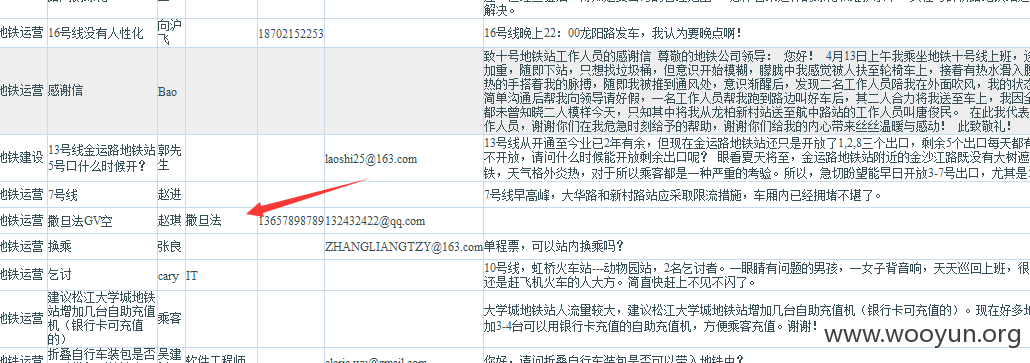 解决。
地铁运营 16号线没有人性化 向沪飞 18702152253 16号线晚上22：00龙阳路发车，我认为要晚点啊！
致十号地铁站工作人员的感谢信 尊敬的地铁公司领导： 您好！ 4月13日上午我乘坐地铁十号线上班，
加重，随即下站，只想找垃圾桶，但意识开始模糊，朦胧中我感觉被人扶至轮椅车上，接着有热水滑入
地铁运营 感谢信 Bao 热的手搭着我的脉搏，随即我被推到通风处，意识渐醒后，发现二名工作人员陪我在外面吹风，我的状态
简单沟通后帮我向领导请好假，一名工作人员帮我跑到路边叫好车后，其二人合力将我送至车上，我因
都未曾知晓二人模样今天，只知其中将我从龙柏新村站送至航中路站的工作人员叫唐俊民。 在此我代表
作人员，谢谢你们在我危急时刻给予的帮助，谢谢你们给我的内心带来丝丝温暖与感动！ 此致敬礼！
地铁建设 13号线金运路地铁站5号口什么时候开？ 郭先生 laoshi25@163.com 13号线从开通至今业已2年有余，但现在金运路地铁站还只是开放了1,2,8三个出口，剩余5个出口每天都有
不开放，请问什么时候能开放剩余出口呢？ 眼看夏天将至，金运路地铁站附近的金沙江路既没有大树遮
铁，天气格外炎热，对于所以乘客都是一种严重的考验。所以，急切盼望能早日开放3-7号出口，尤其是
地铁运营 7号线 赵进 7号线早高峰，大华路和新村路站应采取限流措施，车厢内已经拥堵不堪了。
地铁运营 撒旦法GV空 赵琪 撒旦法 13657898789 132432422@qq.com
地铁运营 换乘 张良 ZHANGLIANGTZY@163.com 单程票，可以站内换乘吗？
地铁运营 乞讨 cary IT 10号线，虹桥火车站---动物园站，2名乞讨者。一眼睛有问题的男孩，一女子背音响，天天巡回上班，很
还是赶飞机火车的人大方。简直快赶上不见不闪了。
地铁运营 建议松江大学城地铁站增加几台自助充值机（银行卡可充值的） 乘客 大学城地铁站人流量较大，建议松江大学城地铁站增加几台自助充值机（银行卡可充值的）。现在好多地
加3-4台可以用银行卡充值的自助充值机，方便乘客充值。谢谢！
www.wooyun.org
地铁运营 折叠自行车装包是否 吴建 软件工程师 你好，请问折叠自行车装包是否可以带入地铁中？